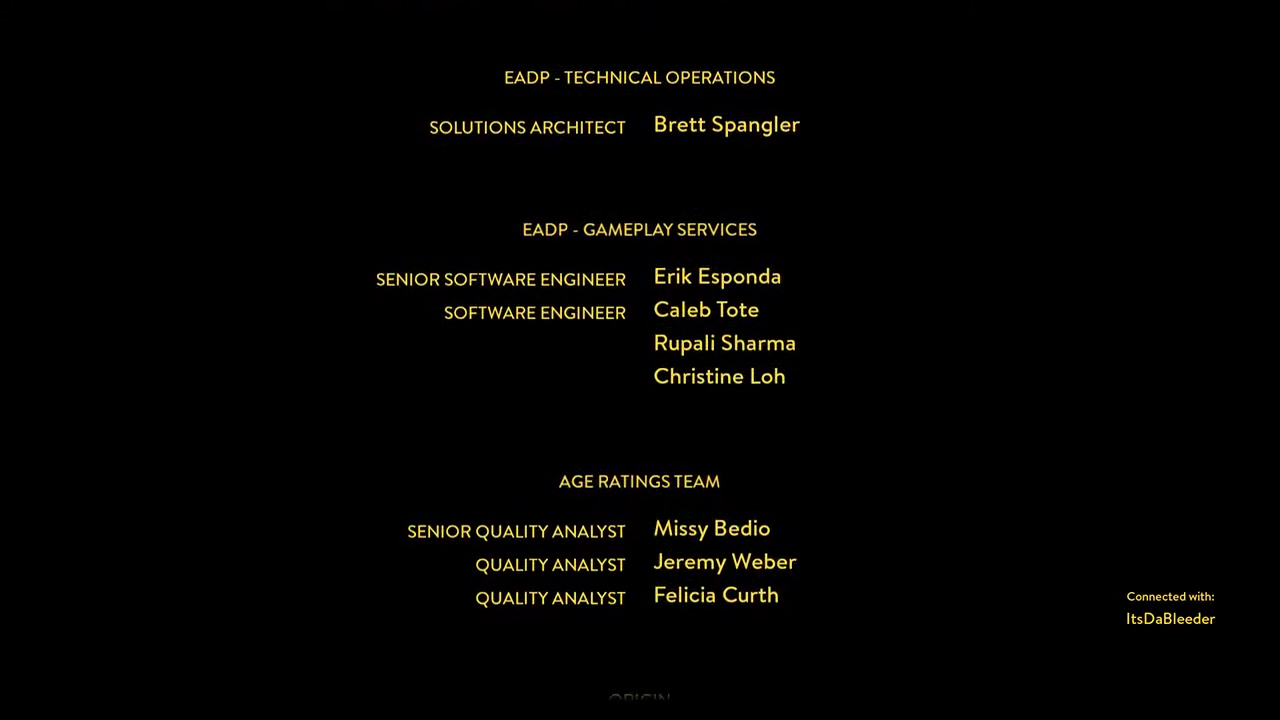 EADP - TECHNICAL OPERATIONS
SOLUTIONS ARCHITECT Brett Spangler
EADP - GAMEPLAY SERVICES
SENIOR SOFTWARE ENGINEER Erik Esponda
SOFTWARE ENGINEER Caleb Tote
Rupali Sharma
Christine Loh
AGE RATINGS TEAM
SENIOR QUALITY ANALYST Missy Bedio
QUALITY ANALYST Jeremy Weber
QUALITY ANALYST Felicia Curth
Connected with:
ItsDaBleeder
ORIGIN